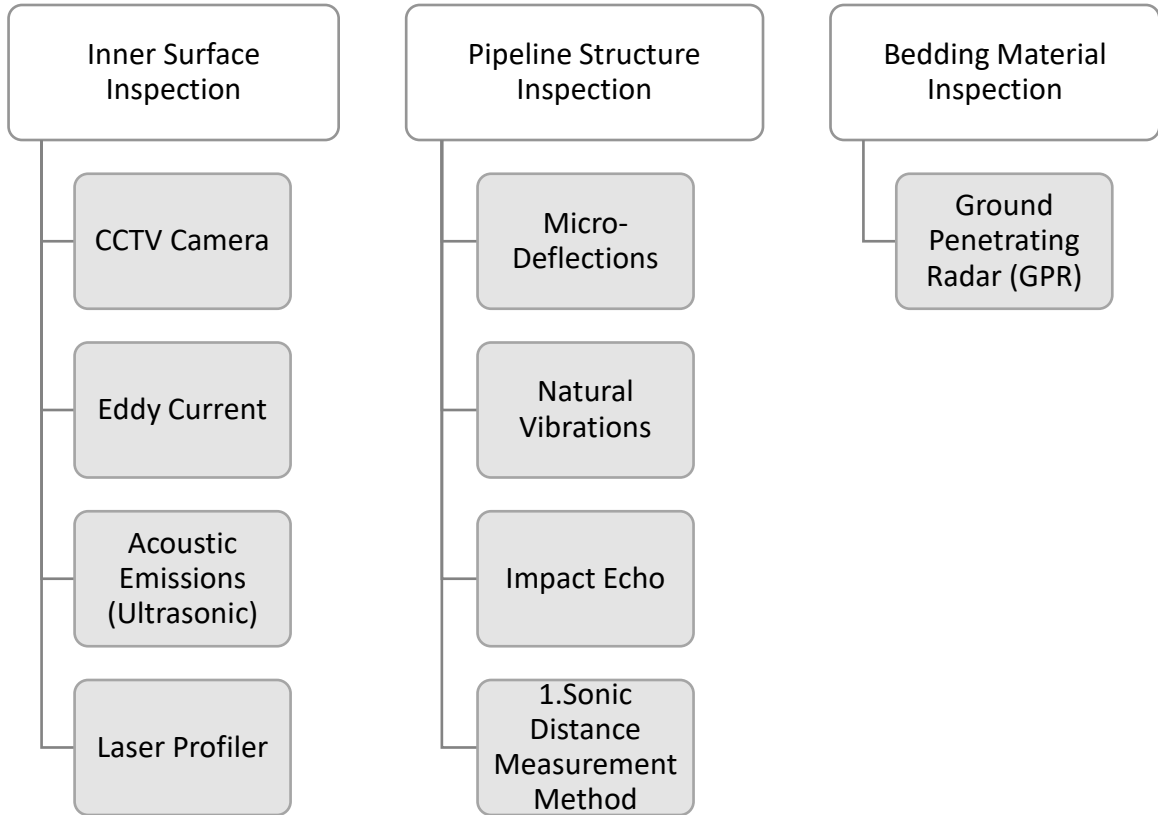 Inner Surface
Inspection
CCTV Camera
Eddy Current
Acoustic
Emissions
(Ultrasonic)
Laser Profiler
Pipeline Structure
Inspection
Micro-
Deflections
Natural
Vibrations
Impact Echo
1.Sonic
Distance
Measurement
Method
Bedding Material
Inspection
Ground
Penetrating
Radar (GPR)